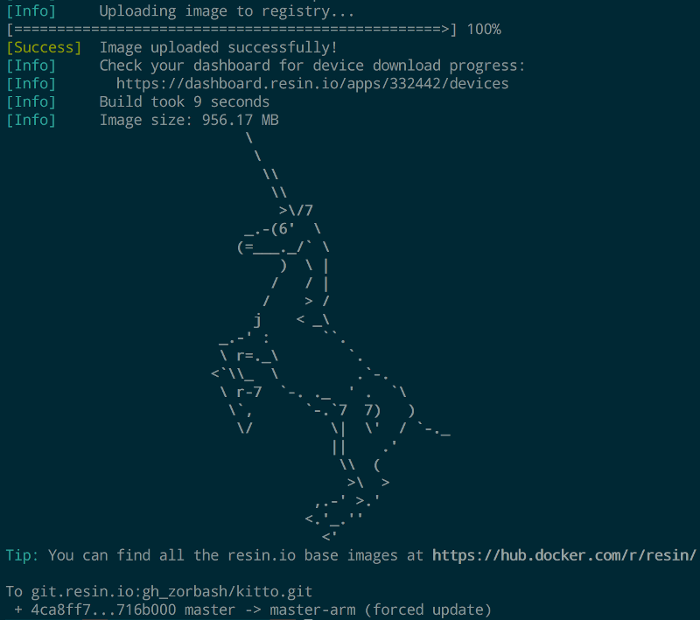 [Info]     Uploading image to registry...
[================================================>] 100%
[Success]  Image uploaded successfully!
[Info]     Check your dashboard for device download progress:
[Info]       https://dashboard.resin.io/apps/332442/devices
[Info]     Build took 9 seconds
[Info]     Image size: 956.17 MB
Tip: You can find all the resin.io base images at https://hub.docker.com/r/resin/
To git.resin.io:gh_zorbash/kitto.git
 + 4ca8ff7...716b000 master -> master-arm (forced update)